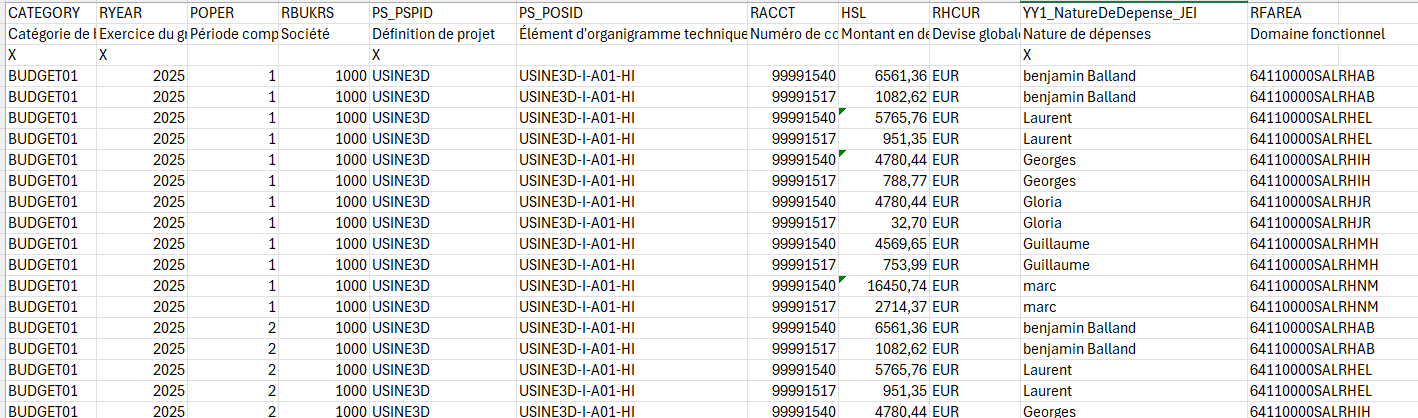 CATEGORY RYEAR POPER RBUKRS PS_PSPID PS_POSID RACCT HSL RHCUR YY1_NatureDeDepense_JEI RFAREA
Catégorie de Exercice du Période comp Société Définition de projet Élément d'organigramme technique Numéro de Montant en Devise Nature de dépenses Domaine fonctionnel
X X X X
BUDGET01 2025 1 1000 USINE3D USINE3D-I-A01-HI 99991540 6561,36 EUR benjamin Balland 64110000SALRHAB
BUDGET01 2025 1 1000 USINE3D USINE3D-I-A01-HI 99991517 1082,62 EUR benjamin Balland 64110000SALRHAB
BUDGET01 2025 1 1000 USINE3D USINE3D-I-A01-HI 99991540 5765,76 EUR Laurent 64110000SALRHEL
BUDGET01 2025 1 1000 USINE3D USINE3D-I-A01-HI 99991517 951,35 EUR Laurent 64110000SALRHEL
BUDGET01 2025 1 1000 USINE3D USINE3D-I-A01-HI 99991540 4780,44 EUR Georges 64110000SALRHIH
BUDGET01 2025 1 1000 USINE3D USINE3D-I-A01-HI 99991517 788,77 EUR Georges 64110000SALRHIH
BUDGET01 2025 1 1000 USINE3D USINE3D-I-A01-HI 99991540 4780,44 EUR Gloria 64110000SALRHJR
BUDGET01 2025 1 1000 USINE3D USINE3D-I-A01-HI 99991517 32,70 EUR Gloria 64110000SALRHJR
BUDGET01 2025 1 1000 USINE3D USINE3D-I-A01-HI 99991540 4569,65 EUR Guillaume 64110000SALRHMH
BUDGET01 2025 1 1000 USINE3D USINE3D-I-A01-HI 99991517 753,99 EUR Guillaume 64110000SALRHMH
BUDGET01 2025 1 1000 USINE3D USINE3D-I-A01-HI 99991540 16450,74 EUR marc 64110000SALRHNM
BUDGET01 2025 1 1000 USINE3D USINE3D-I-A01-HI 99991517 2714,37 EUR marc 64110000SALRHNM
BUDGET01 2025 2 1000 USINE3D USINE3D-I-A01-HI 99991540 6561,36 EUR benjamin Balland 64110000SALRHAB
BUDGET01 2025 2 1000 USINE3D USINE3D-I-A01-HI 99991517 1082,62 EUR benjamin Balland 64110000SALRHAB
BUDGET01 2025 2 1000 USINE3D USINE3D-I-A01-HI 99991540 5765,76 EUR Laurent 64110000SALRHEL
BUDGET01 2025 2 1000 USINE3D USINE3D-I-A01-HI 99991517 951,35 EUR Laurent 64110000SALRHEL
BUDGET01 2025 2 1000 USINE3D USINE3D-I-A01-HI 99991540 4780,44 EUR Georges 64110000SALRHIH